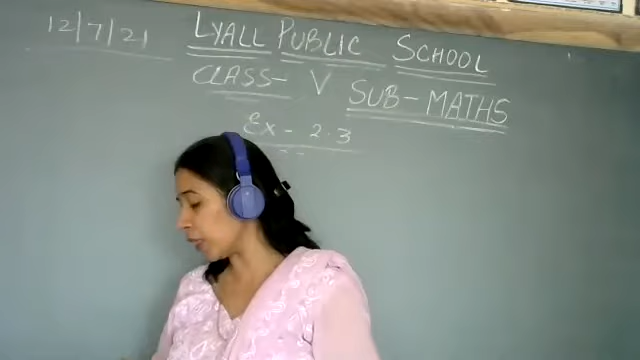 12/7/21 LYALL PUBLIC SCHOOL
CLASS- V SUB-MATHS
Ex - 2.3